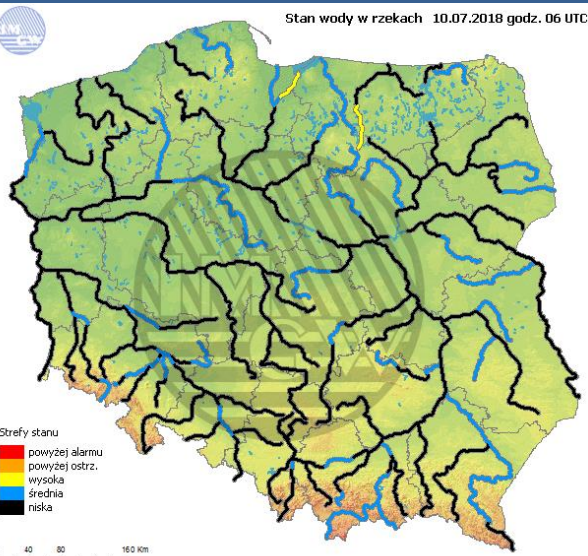 Stan wody w rzekach 10.07.2018 godz. 06 UTC
IMGW
Strefy stanu
powyżej alarmu
powyżej ostrz.
wysoka
średnia
niska
40 80 160 Km